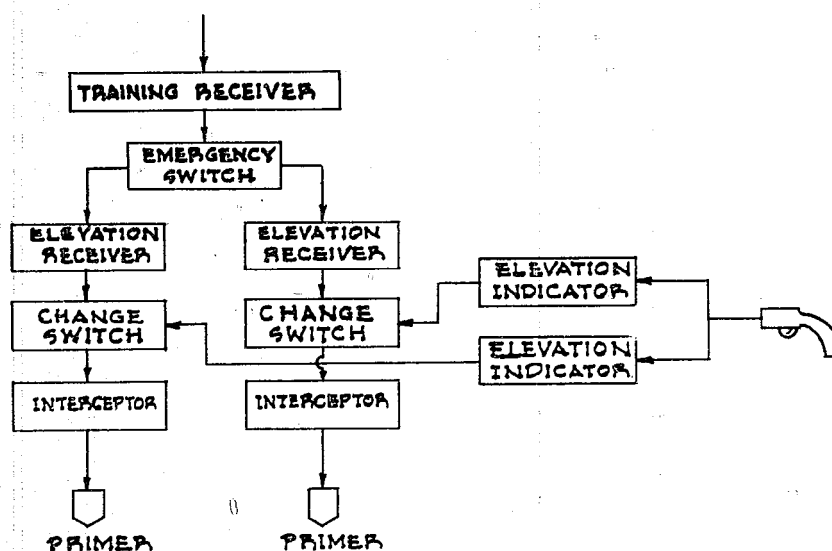 TRAINING RECEIVER
EMERGENCY
SWITCH
ELEVATION
RECEIVER
ELEVATION
RECEIVER
ELEVATION
INDICATOR
CHANGE
SWITCH
CHANGE
SWITCH
ELEVATION
INDICATOR
INTERCEPTOR
INTERCEPTOR
PRIMER
PRIMER